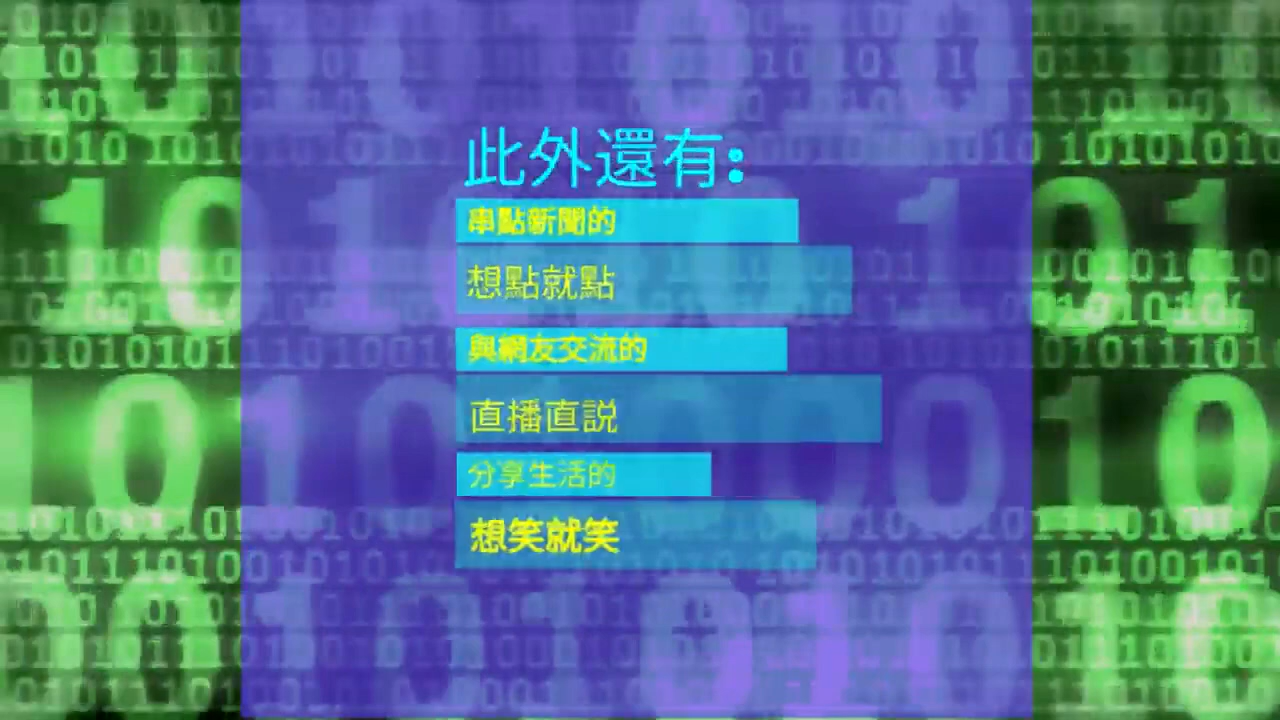 此外還有:
串點新聞的
想點就點
與網友交流的
直播直説
分享生活的
想笑就笑